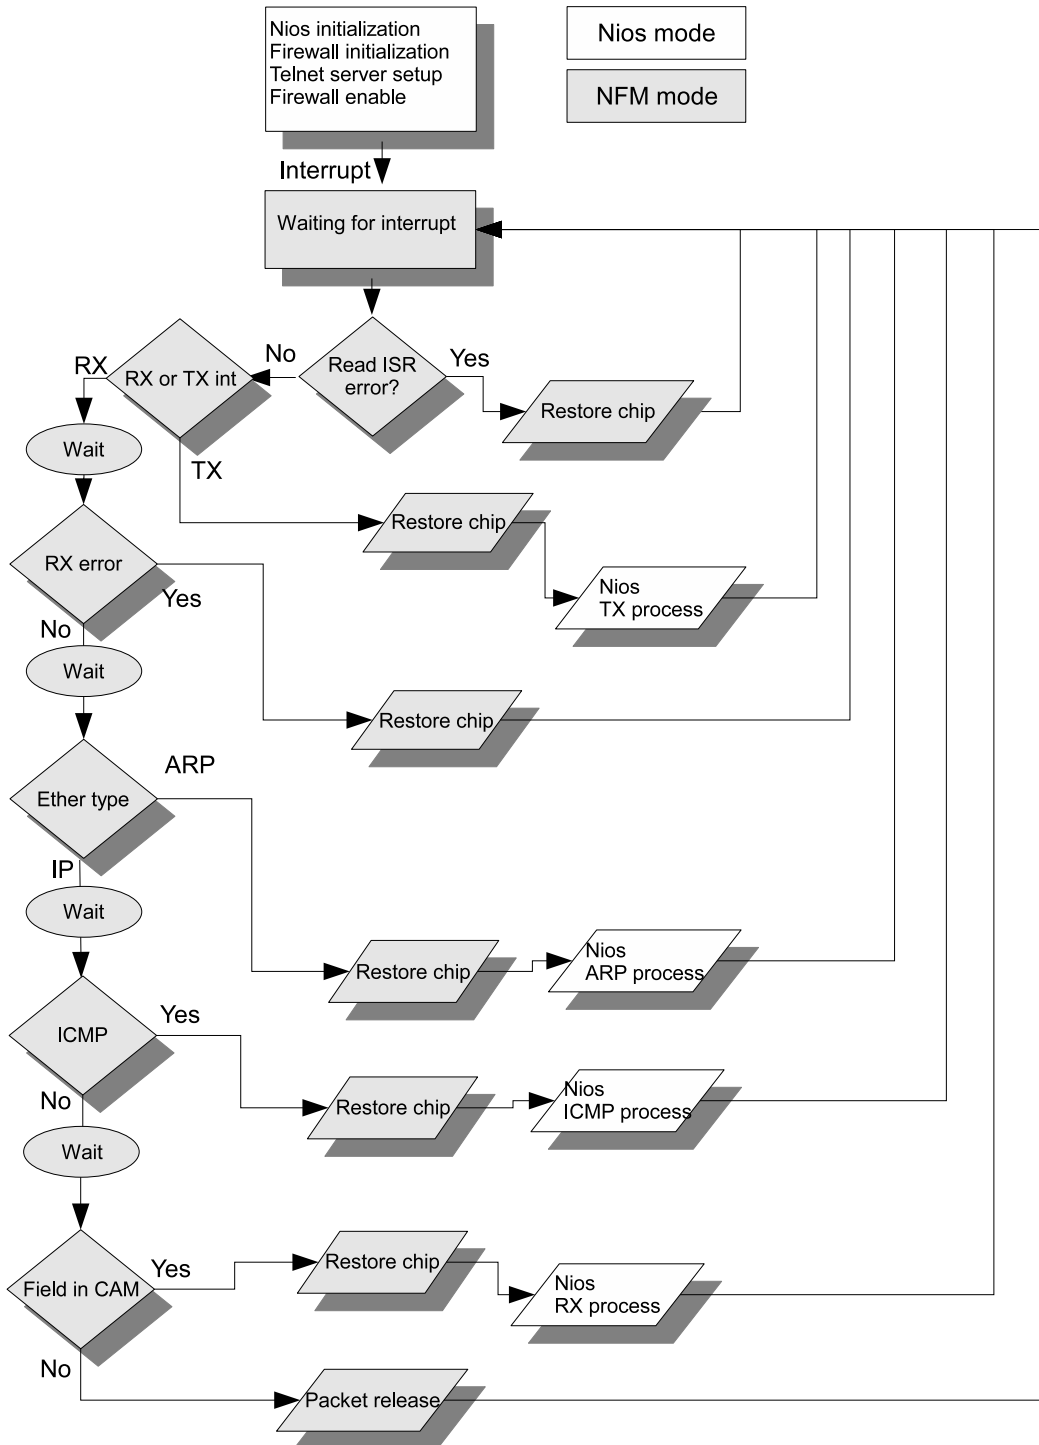 Nios initialization
Firewall initialization
Telnet server setup
Firewall enable
Nios mode
NFM mode
Interrupt
Waiting for interrupt
Read ISR
error?
No
Yes
RX or TX int
RX
TX
Restore chip
Wait
Restore chip
Nios
TX process
RX error
Yes
No
Wait
Restore chip
Ether type
ARP
IP
Wait
Restore chip
Nios
ARP process
ICMP
Yes
No
Restore chip
Nios
ICMP process
Wait
Field in CAM
Yes
No
Restore chip
Nios
RX process
Packet release